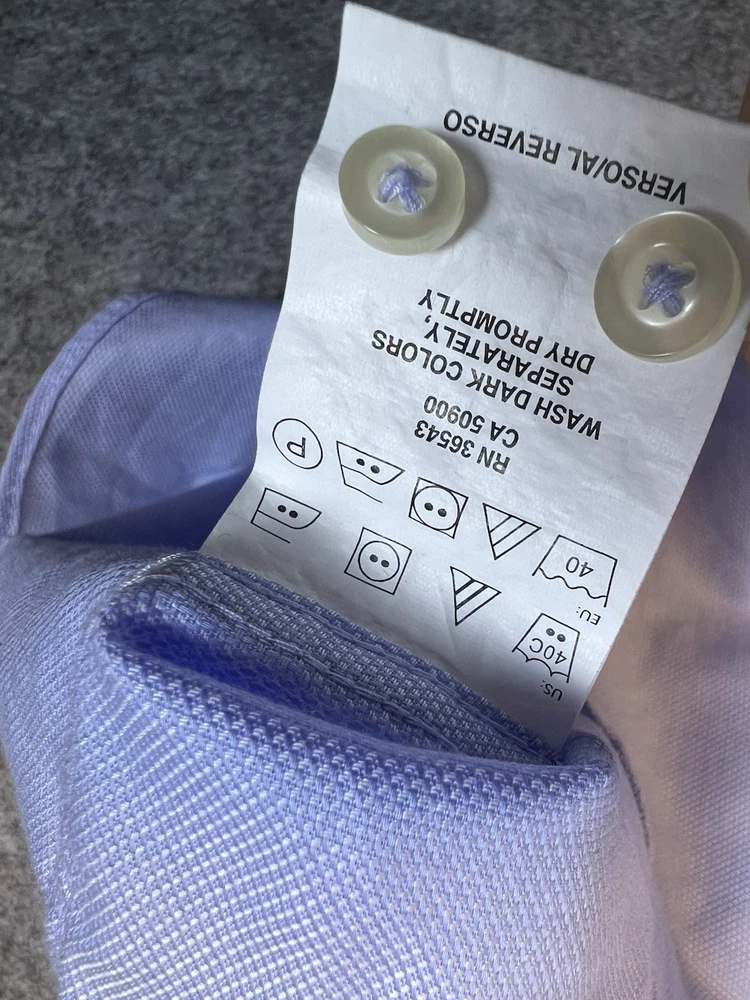 US:
40C
EU:
40
P
RN 36543
CA 50900
WASH DARK COLORS
SEPARATELY,
DRY PROMPTLY
VERSO/AL REVERSO